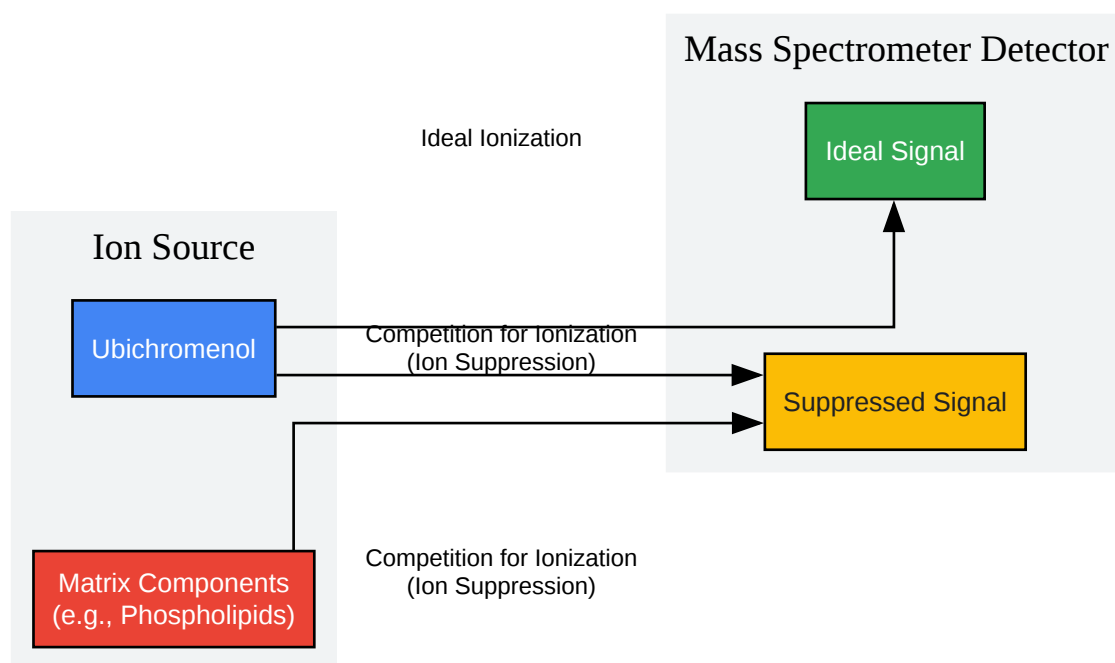 Mass Spectrometer Detector
Ideal Ionization
Ideal Signal
Ion Source
Ubichromenol
Competition for Ionization
(Ion Suppression)
Suppressed Signal
Matrix Components
(e.g., Phospholipids)
Competition for Ionization
(Ion Suppression)